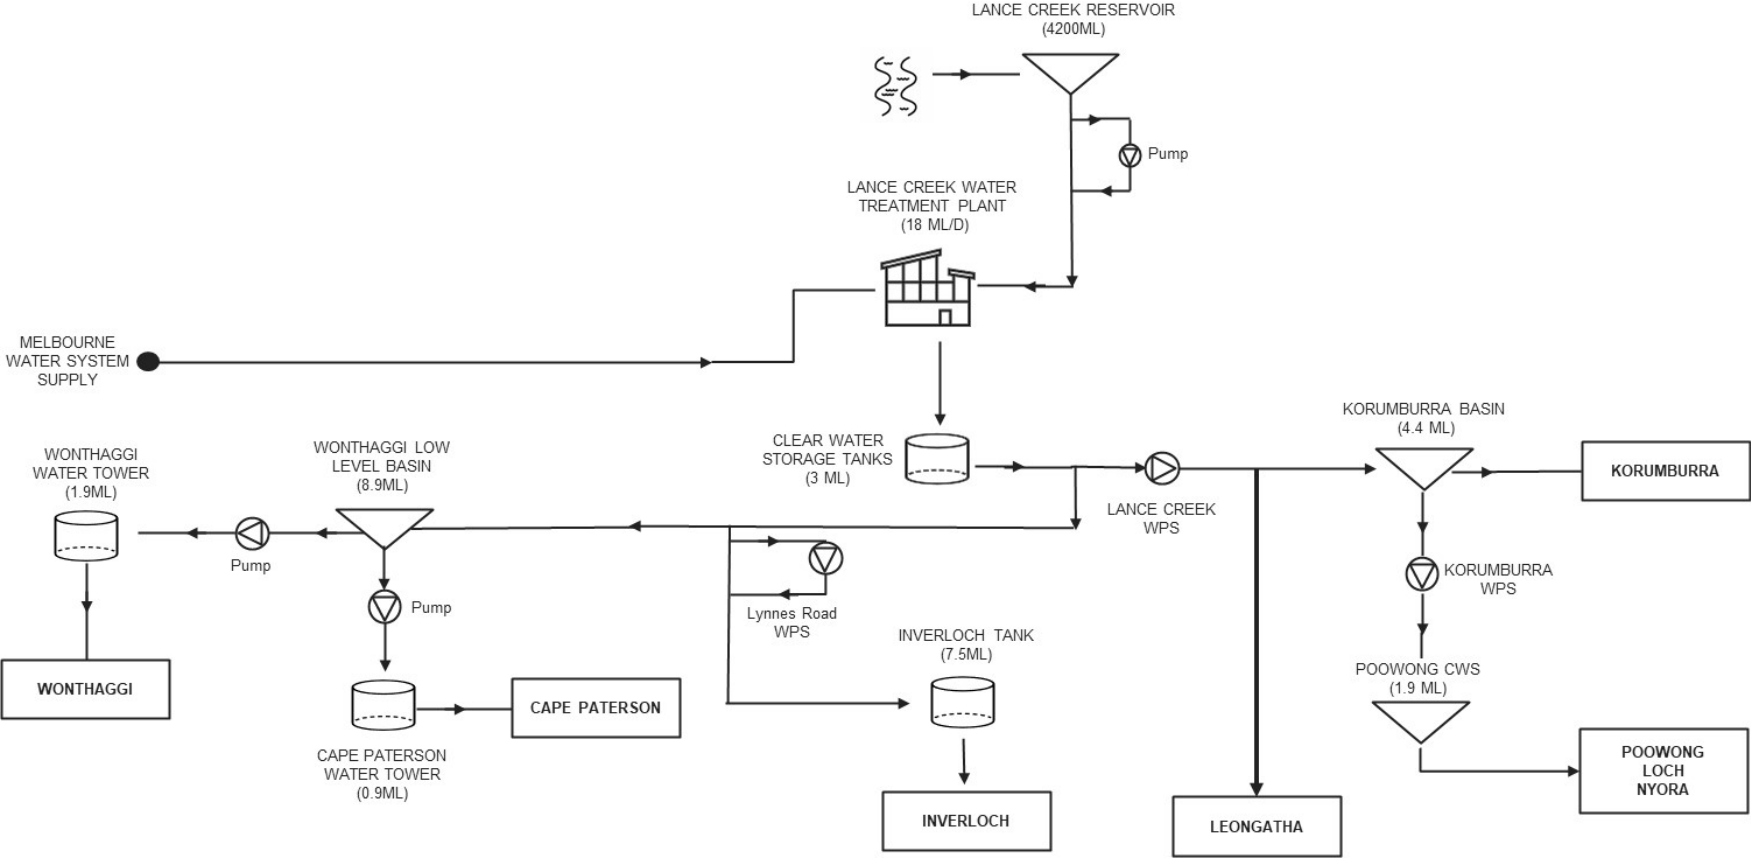 LANCE CREEK RESERVOIR
(4200ML)
Pump
LANCE CREEK WATER
TREATMENT PLANT
(18 ML/D)
MELBOURNE
WATER SYSTEM
SUPPLY
WONTHAGGI
WATER TOWER
(1.9ML)
WONTHAGGI LOW
LEVEL BASIN
(8.9ML)
CLEAR WATER
STORAGE TANKS
(3 ML)
LANCE CREEK
WPS
KORUMBURRA BASIN
(4.4 ML)
KORUMBURRA
Pump
Pump
Lynnes Road
WPS
KORUMBURRA
WPS
INVERLOCH TANK
(7.5ML)
POOWONG CWS
(1.9 ML)
WONTHAGGI
CAPE PATERSON
CAPE PATERSON
WATER TOWER
(0.9ML)
INVERLOCH
LEONGATHA
POOWONG
LOCH
NYORA